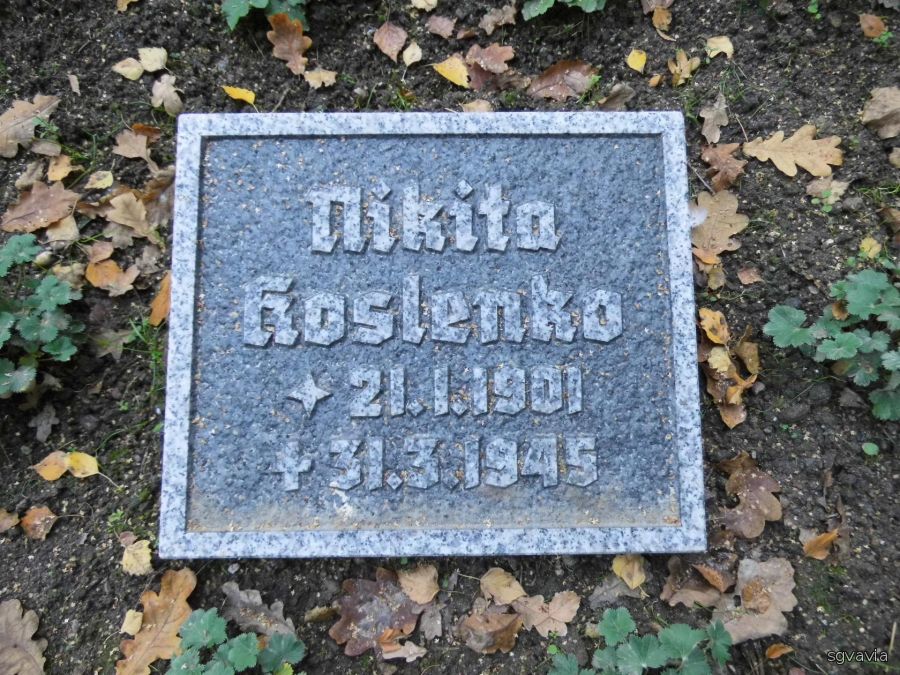 Nikita
Koslenko
✦ 21.1.1901
+ 31.3.1945
sgvavia